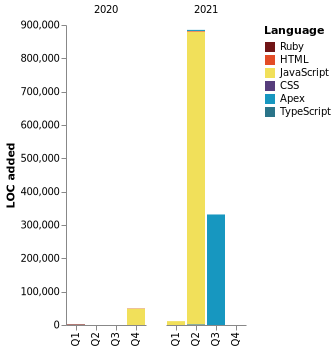 2020
2021
LOC added
900,000
800,000
700,000
600,000
500,000
400,000
300,000
200,000
100,000
0
Q1
Q2
Q3
Q4
Q1
Q2
Q3
Q4
Language
Ruby
HTML
JavaScript
CSS
Apex
TypeScript